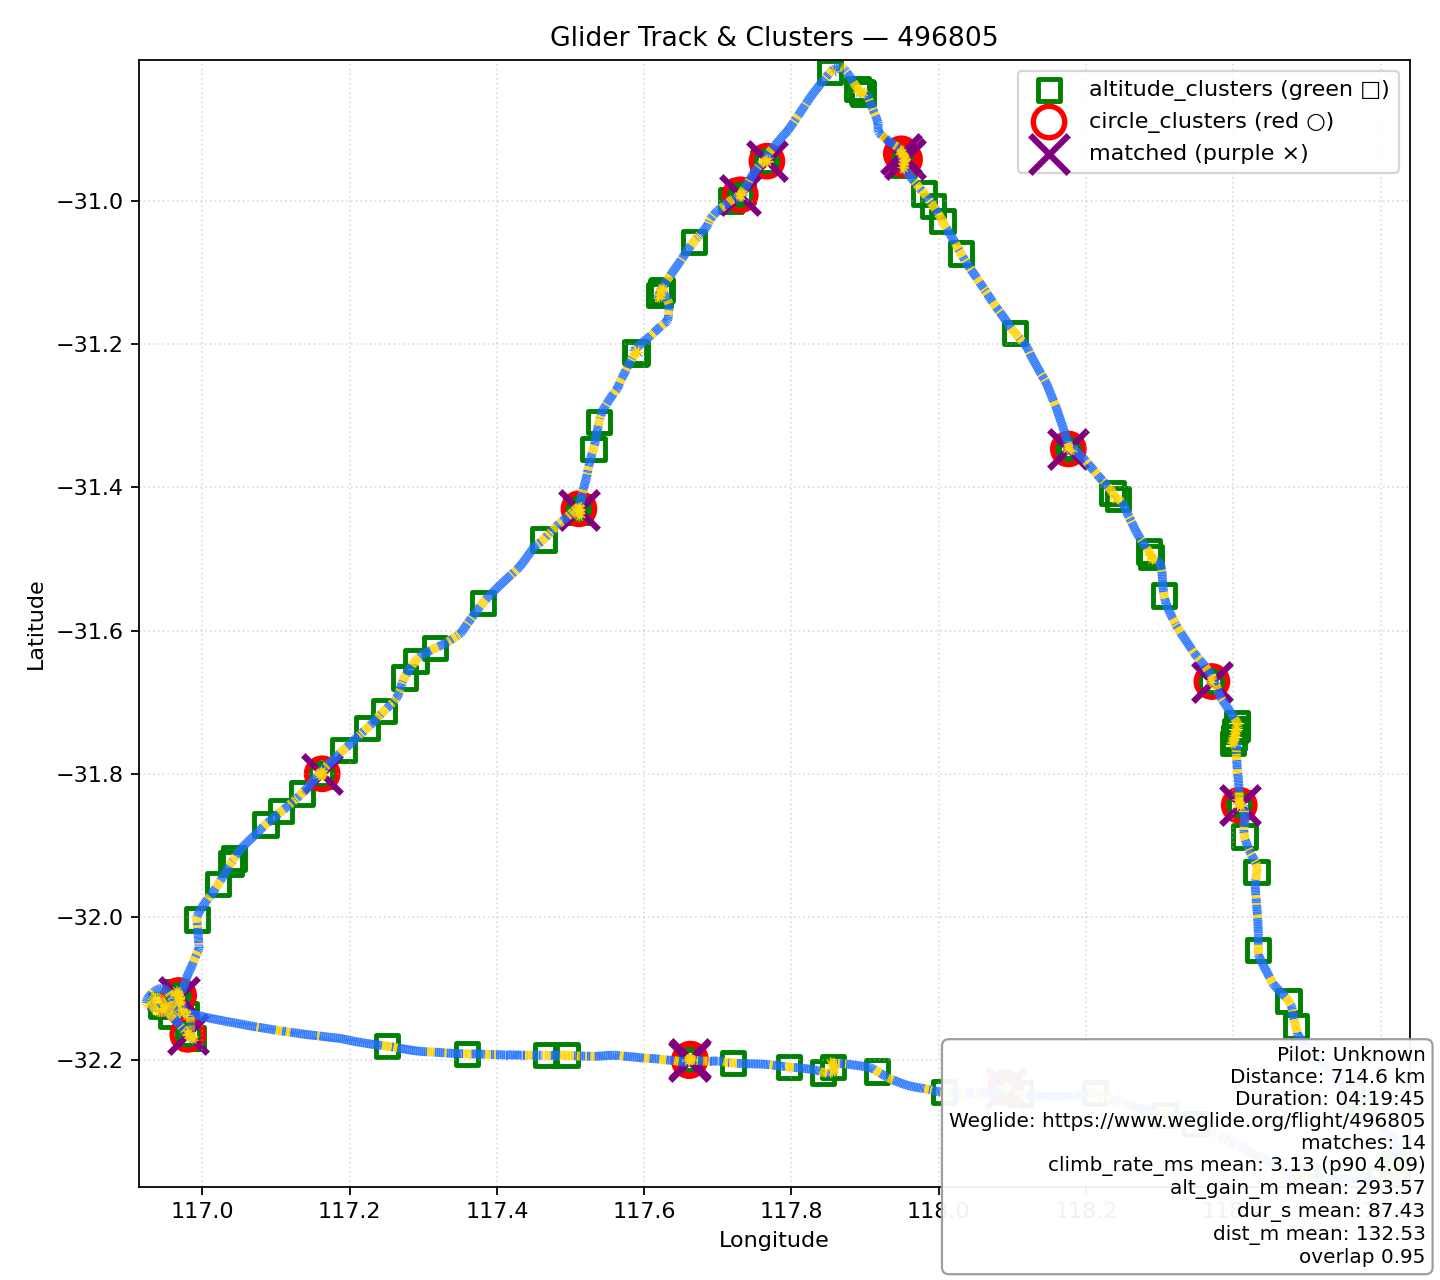 Glider Track & Clusters — 496805
altitude_clusters (green □)
circle_clusters (red ○)
matched (purple ×)
Latitude
−31.0
−31.2
−31.4
−31.6
−31.8
−32.0
−32.2
117.0 117.2 117.4 117.6 117.8 118.0 118.2
Longitude
Pilot: Unknown
Distance: 714.6 km
Duration: 04:19:45
Weglide: https://www.weglide.org/flight/496805
matches: 14
climb_rate_ms mean: 3.13 (p90 4.09)
alt_gain_m mean: 293.57
dur_s mean: 87.43
dist_m mean: 132.53
overlap 0.95